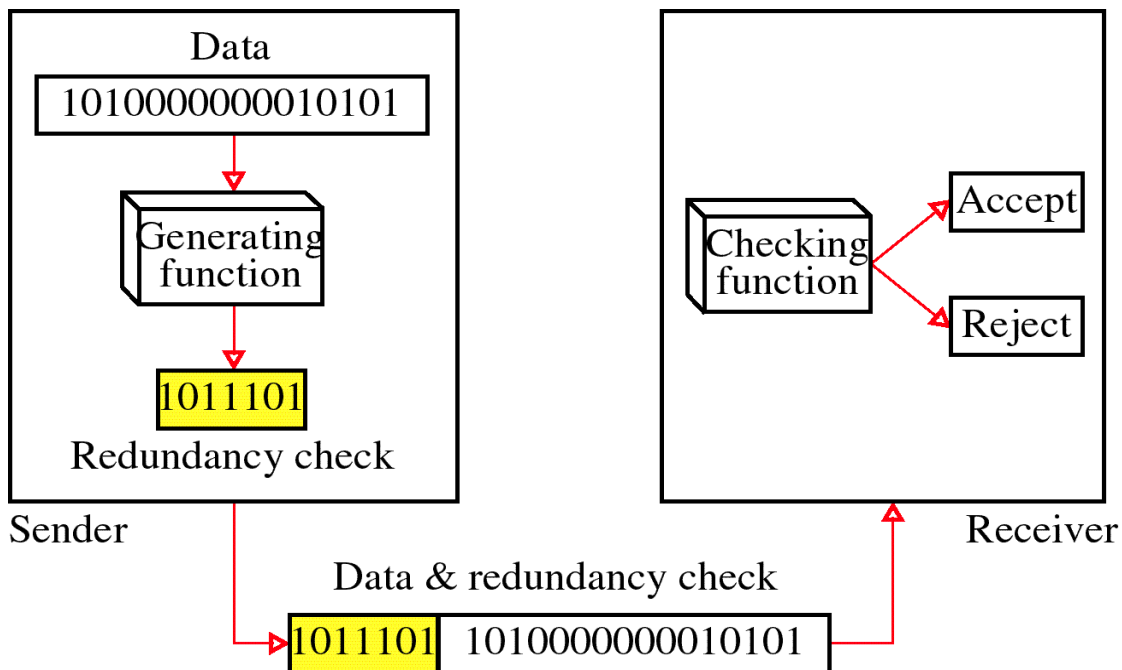 Data
1010000000010101
Generating
function
1011101
Redundancy check
Sender
Checking
function
Accept
Reject
Receiver
Data & redundancy check
1011101 1010000000010101